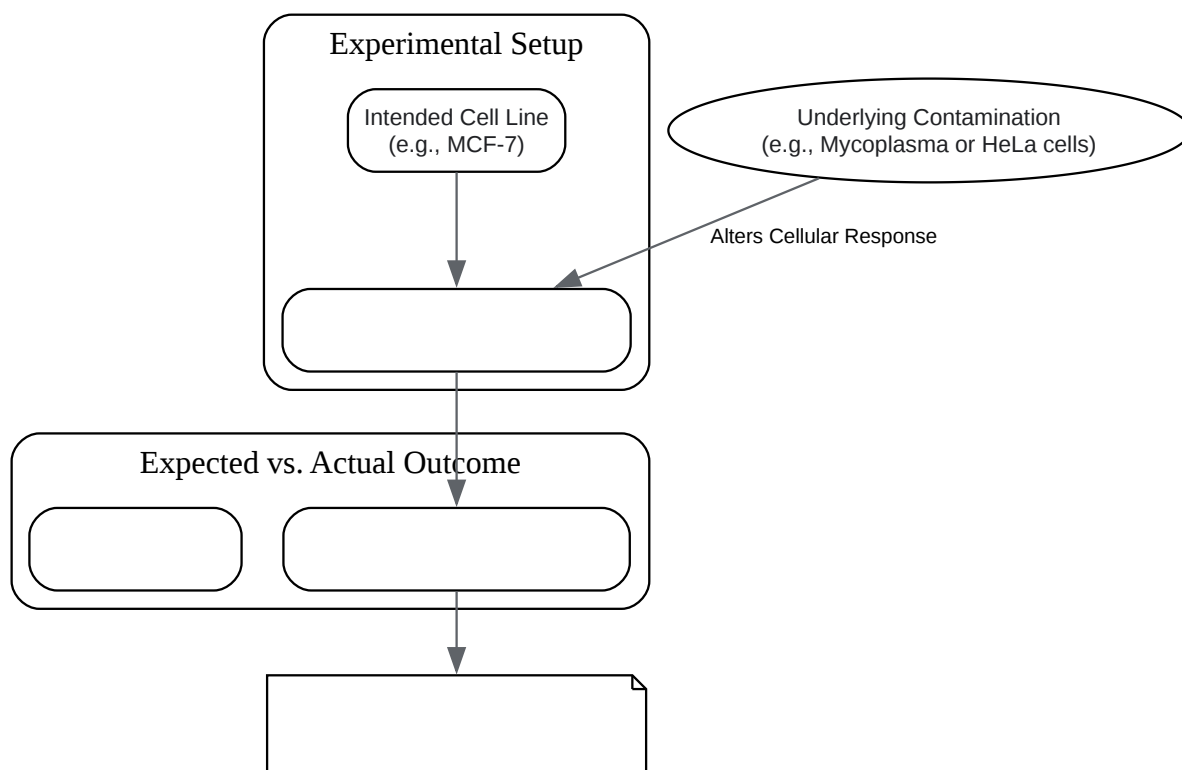 Experimental Setup
Intended Cell Line
(e.g., MCF-7)
Underlying Contamination
(e.g., Mycoplasma or HeLa cells)
Alters Cellular Response
Expected vs. Actual Outcome